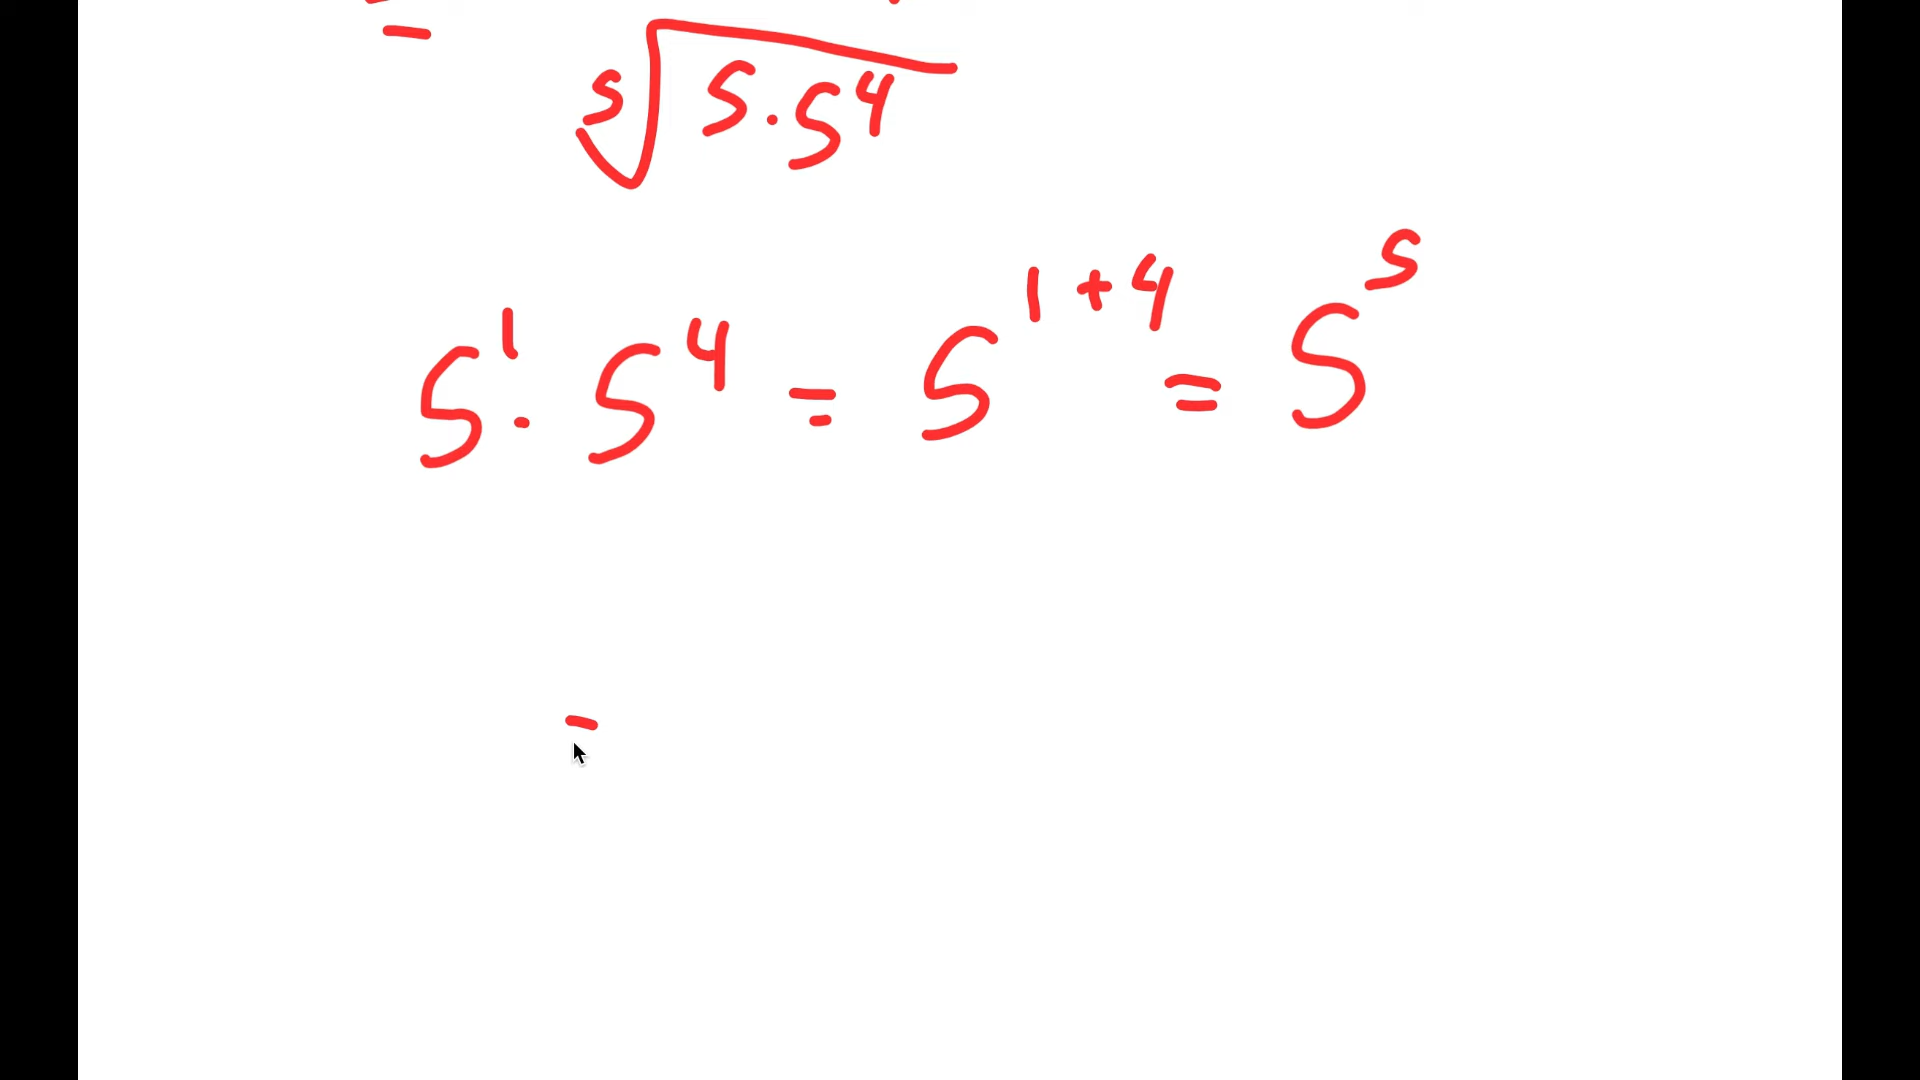 = ⁵√(5·5⁴)
5¹·5⁴ = 5¹⁺⁴ = 5⁵
-